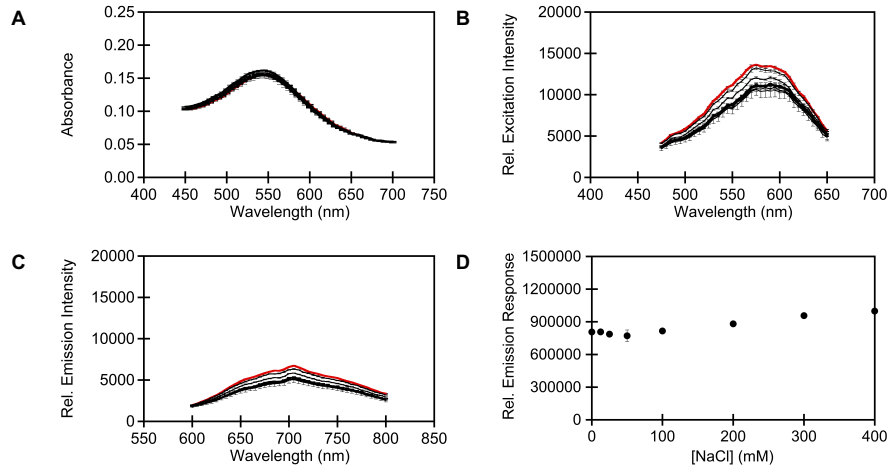 A
Absorbance
0.25
0.20
0.15
0.10
0.05
0.00
400 450 500 550 600 650 700 750
Wavelength (nm)
B
Rel. Excitation Intensity
20000
15000
10000
5000
0
400 450 500 550 600 650 700
Wavelength (nm)
C
Rel. Emission Intensity
20000
15000
10000
5000
0
550 600 650 700 750 800 850
Wavelength (nm)
D
Rel. Emission Response
1500000
1200000
900000
600000
300000
0
0 100 200 300 400
[NaCl] (mM)